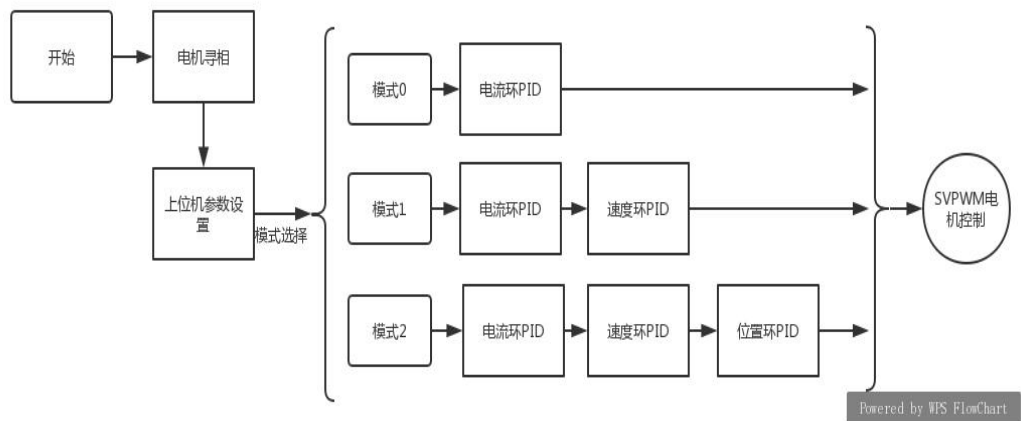 开始
电机寻相
上位机参数设
置
模式选择
模式0
电流环PID
模式1
电流环PID
速度环PID
模式2
电流环PID
速度环PID
位置环PID
SVPWM电
机控制
Powered by WPS FlowChart